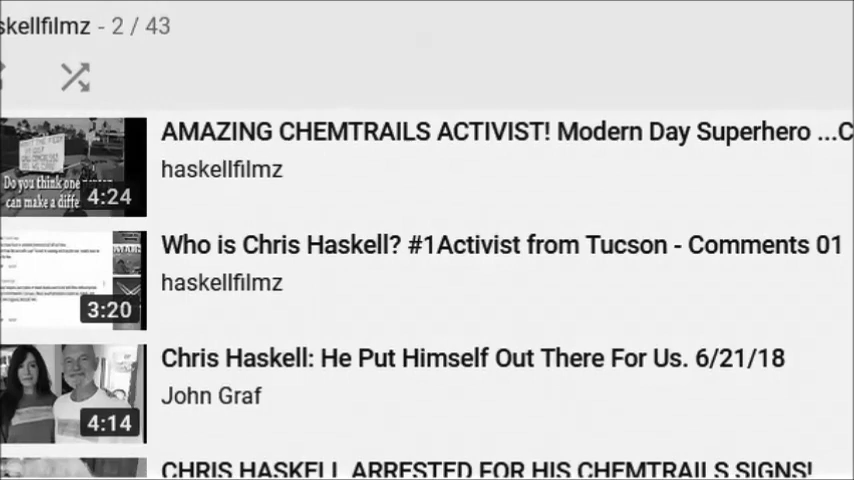 skellfilmz - 2 / 43
AMAZING CHEMTRAILS ACTIVIST! Modern Day Superhero ...C
haskellfilmz
Do you think one
can make a diffe
4:24
Who is Chris Haskell? #1Activist from Tucson - Comments 01
haskellfilmz
3:20
Chris Haskell: He Put Himself Out There For Us. 6/21/18
John Graf
4:14
CHRIS HASKELL ARRESTED FOR HIS CHEMTRAILS SIGNS!